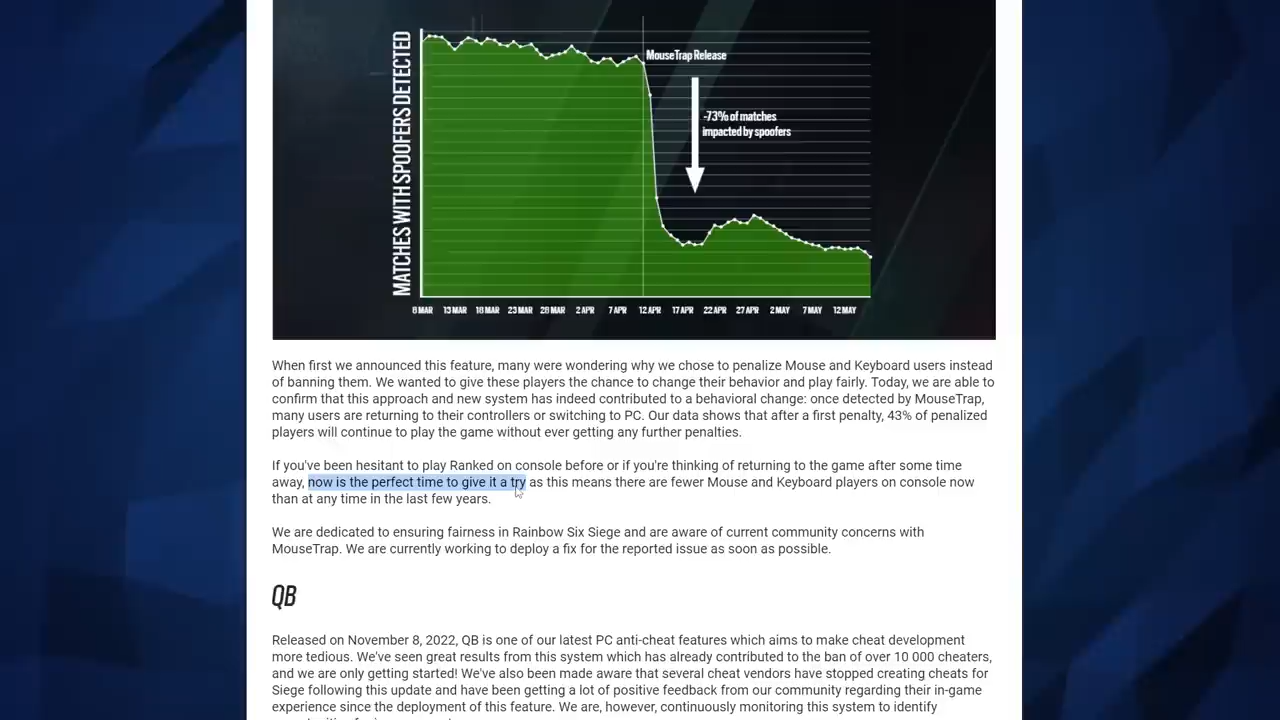 MATCHES WITH SPOOFERS DETECTED
MouseTrap Release
-73% of matches
impacted by spoofers
8 MAR 13 MAR 18 MAR 23 MAR 28 MAR 2 APR 7 APR 12 APR 17 APR 22 APR 27 APR 2 MAY 7 MAY 12 MAY
When first we announced this feature, many were wondering why we chose to penalize Mouse and Keyboard users instead
of banning them. We wanted to give these players the chance to change their behavior and play fairly. Today, we are able to
confirm that this approach and new system has indeed contributed to a behavioral change: once detected by MouseTrap,
many users are returning to their controllers or switching to PC. Our data shows that after a first penalty, 43% of penalized
players will continue to play the game without ever getting any further penalties.
If you've been hesitant to play Ranked on console before or if you're thinking of returning to the game after some time
away, now is the perfect time to give it a try as this means there are fewer Mouse and Keyboard players on console now
than at any time in the last few years.
We are dedicated to ensuring fairness in Rainbow Six Siege and are aware of current community concerns with
MouseTrap. We are currently working to deploy a fix for the reported issue as soon as possible.
QB
Released on November 8, 2022, QB is one of our latest PC anti-cheat features which aims to make cheat development
more tedious. We've seen great results from this system which has already contributed to the ban of over 10 000 cheaters,
and we are only getting started! We've also been made aware that several cheat vendors have stopped creating cheats for
Siege following this update and have been getting a lot of positive feedback from our community regarding their in-game
experience since the deployment of this feature. We are, however, continuously monitoring this system to identify